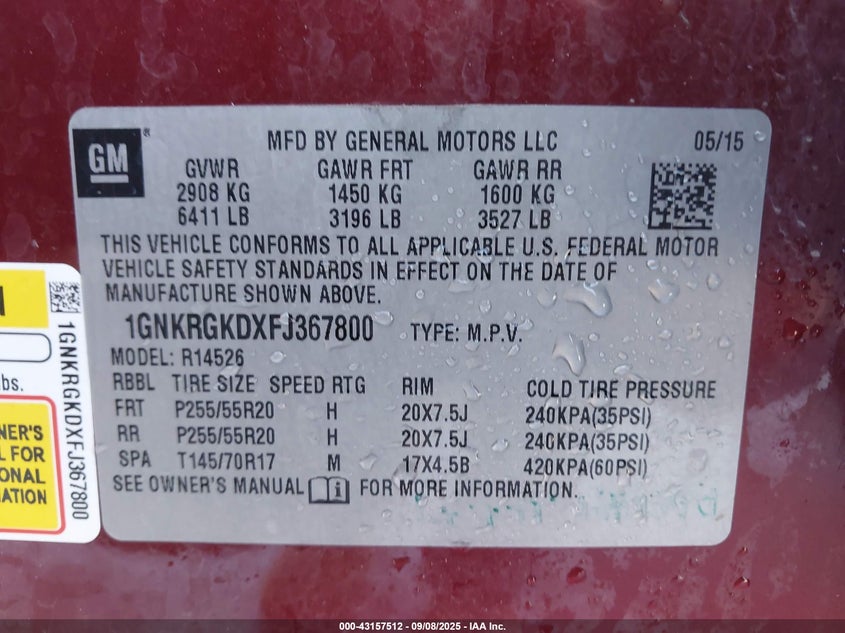 GM
MFD BY GENERAL MOTORS LLC 05/15
GVWR GAWR FRT GAWR RR
2908 KG 1450 KG 1600 KG
6411 LB 3196 LB 3527 LB
THIS VEHICLE CONFORMS TO ALL APPLICABLE U.S. FEDERAL MOTOR
VEHICLE SAFETY STANDARDS IN EFFECT ON THE DATE OF
MANUFACTURE SHOWN ABOVE.
1GNKRGKDXFJ367800 TYPE: M.P.V.
MODEL: R14526
RBBL TIRE SIZE SPEED RTG RIM COLD TIRE PRESSURE
FRT P255/55R20 H 20X7.5J 240KPA(35PSI)
RR P255/55R20 H 20X7.5J 240KPA(35PSI)
SPA T145/70R17 M 17X4.5B 420KPA(60PSI)
SEE OWNER'S MANUAL FOR MORE INFORMATION.
1GNKRGKDXFJ367800
bs.
NER'S
L FOR
ONAL
MATION
000-43157512 - 09/08/2025 - IAA Inc.